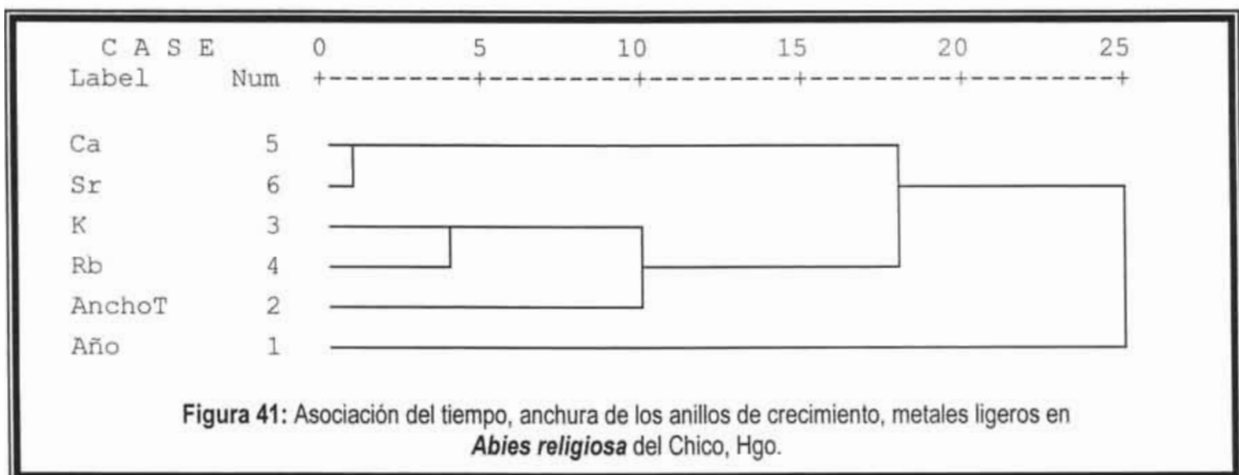 C A S E 0 5 10 15 20 25
Label Num +---------+---------+---------+---------+---------+
Ca 5
Sr 6
K 3
Rb 4
AnchoT 2
Año 1
Figura 41: Asociación del tiempo, anchura de los anillos de crecimiento, metales ligeros en
Abies religiosa del Chico, Hgo.